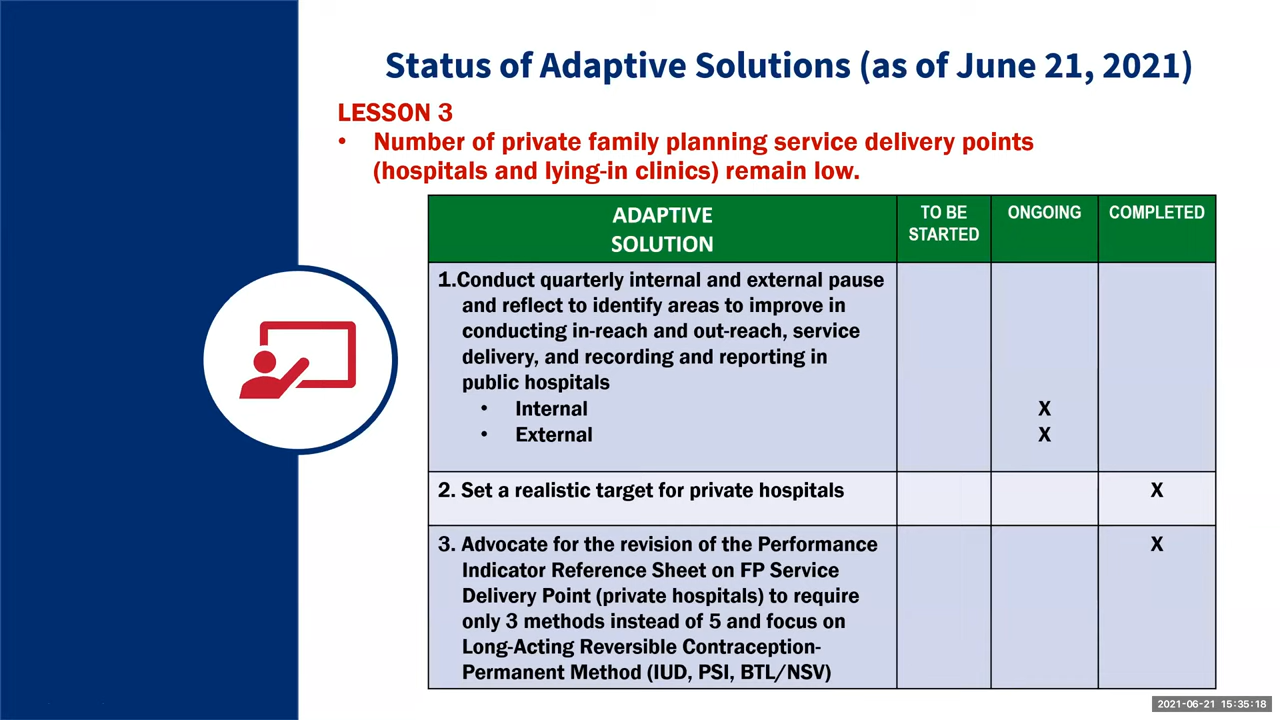 Status of Adaptive Solutions (as of June 21, 2021)
LESSON 3
• Number of private family planning service delivery points
(hospitals and lying-in clinics) remain low.
ADAPTIVE
SOLUTION
TO BE
STARTED
ONGOING
COMPLETED
1.Conduct quarterly internal and external pause
and reflect to identify areas to improve in
conducting in-reach and out-reach, service
delivery, and recording and reporting in
public hospitals
• Internal X
• External X
2. Set a realistic target for private hospitals X
3. Advocate for the revision of the Performance X
Indicator Reference Sheet on FP Service
Delivery Point (private hospitals) to require
only 3 methods instead of 5 and focus on
Long-Acting Reversible Contraception-
Permanent Method (IUD, PSI, BTL/NSV)
2021-06-21 15:35:18